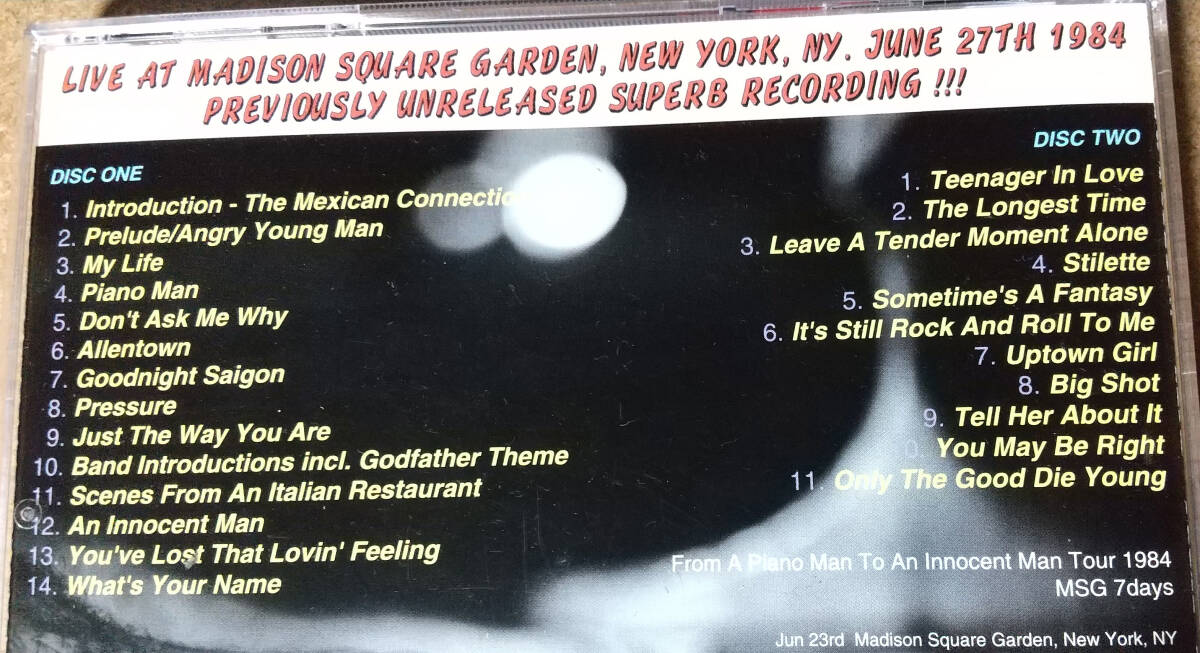 LIVE AT MADISON SQUARE GARDEN, NEW YORK, NY. JUNE 27TH 1984
PREVIOUSLY UNRELEASED SUPERB RECORDING !!!
DISC ONE
1. Introduction - The Mexican Connection
2. Prelude/Angry Young Man
3. My Life
4. Piano Man
5. Don't Ask Me Why
6. Allentown
7. Goodnight Saigon
8. Pressure
9. Just The Way You Are
10. Band Introductions incl. Godfather Theme
11. Scenes From An Italian Restaurant
12. An Innocent Man
13. You've Lost That Lovin' Feeling
14. What's Your Name
DISC TWO
1. Teenager In Love
2. The Longest Time
3. Leave A Tender Moment Alone
4. Stilette
5. Sometime's A Fantasy
6. It's Still Rock And Roll To Me
7. Uptown Girl
8. Big Shot
9. Tell Her About It
0. You May Be Right
11. Only The Good Die Young
From A Piano Man To An Innocent Man Tour 1984
MSG 7days
Jun 23rd Madison Square Garden, New York, NY